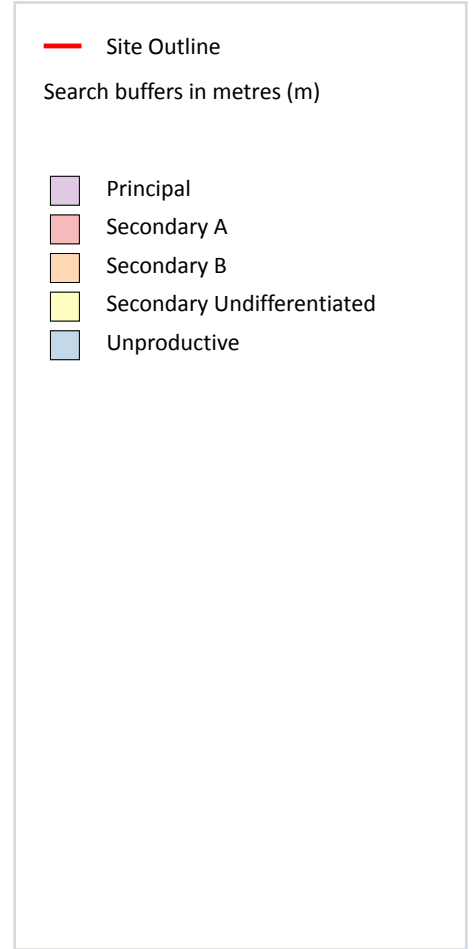 Site Outline
Search buffers in metres (m)
Principal
Secondary A
Secondary B
Secondary Undifferentiated
Unproductive